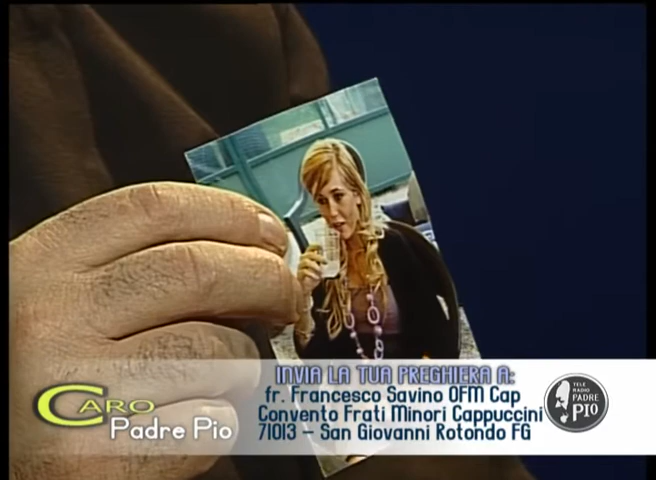 INVIA LA TUA PREGHIERA A:
fr. Francesco Savino OFM Cap
Convento Frati Minori Cappuccini
71013 – San Giovanni Rotondo FG
CARO
Padre Pio
TELE
RADIO
PADRE
PIO